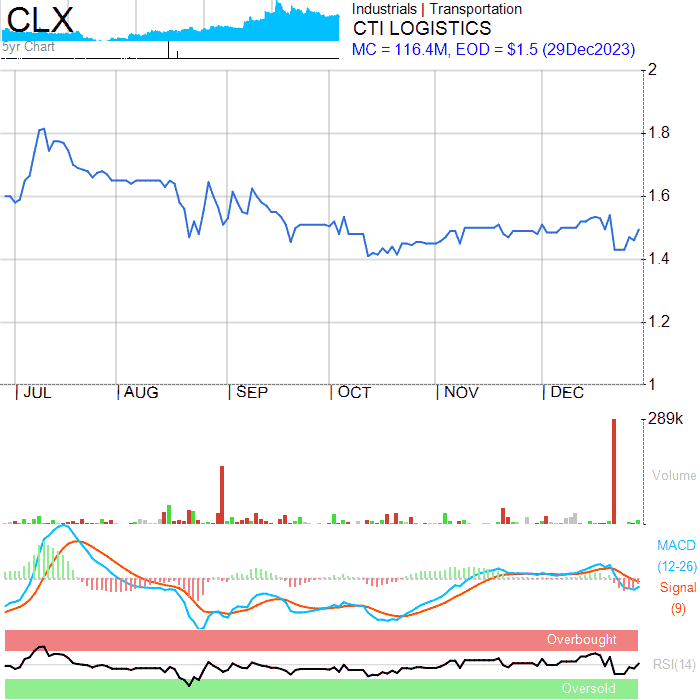 CLX
Industrials | Transportation
CTI LOGISTICS
5yr Chart
MC = 116.4M, EOD = $1.5 (29Dec2023)
2
1.8
1.6
1.4
1.2
1
|JUL |AUG |SEP |OCT |NOV |DEC
289k
Volume
MACD
(12-26)
Signal
(9)
Overbought
RSI(14)
Oversold